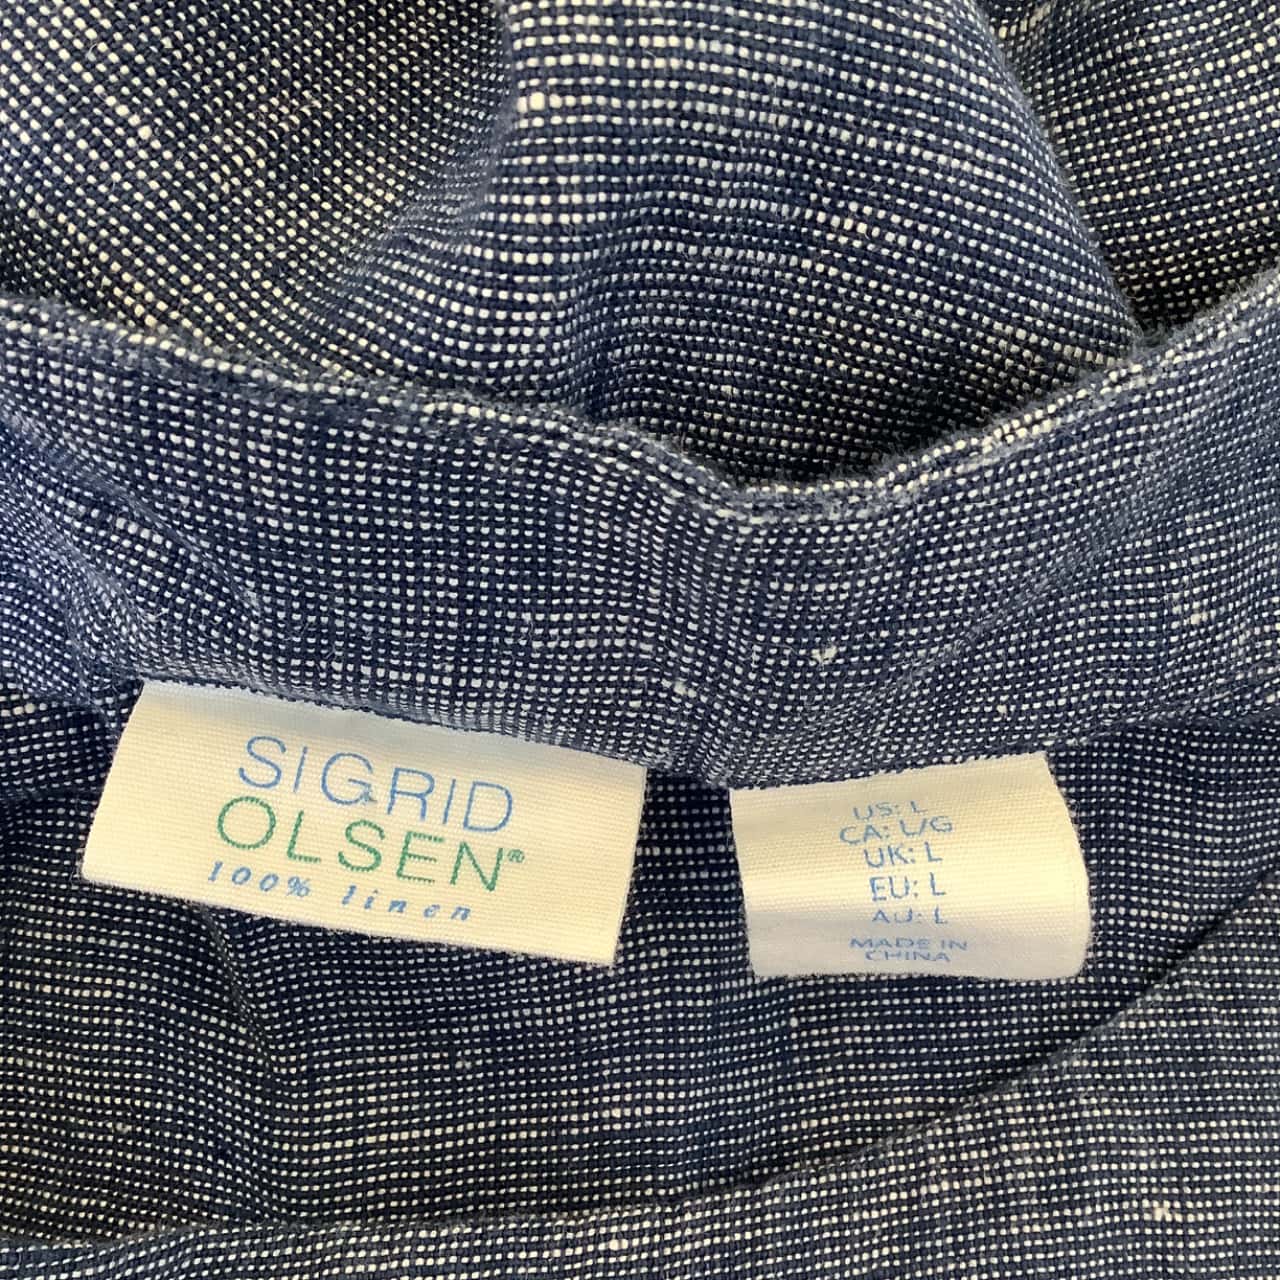 SIGRID
OLSEN®
100% linen
US: L
CA: L/G
UK: L
EU: L
AU: L
MADE IN
CHINA